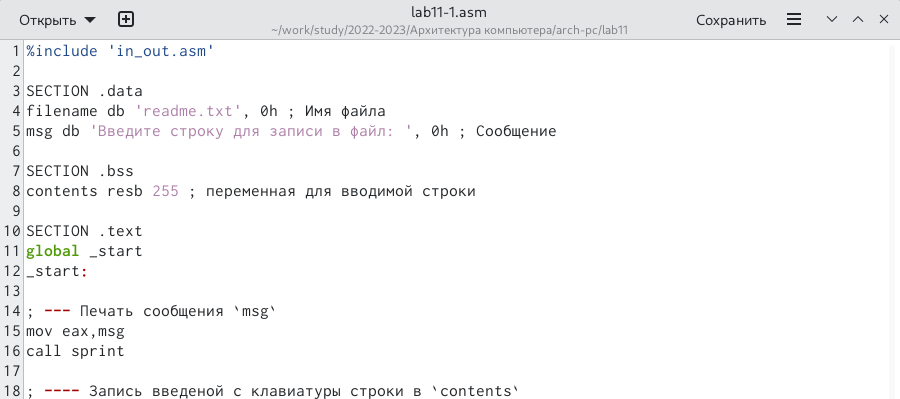 Открыть
lab11-1.asm
~/work/study/2022-2023/Архитектура компьютера/arch-pc/lab11
Сохранить
1 %include 'in_out.asm'
2
3 SECTION .data
4 filename db 'readme.txt', 0h ; Имя файла
5 msg db 'Введите строку для записи в файл: ', 0h ; Сообщение
6
7 SECTION .bss
8 contents resb 255 ; переменная для вводимой строки
9
10 SECTION .text
11 global _start
12 _start:
13
14 ; --- Печать сообщения `msg`
15 mov eax,msg
16 call sprint
17
18 ; ---- Запись введеной с клавиатуры строки в `contents`